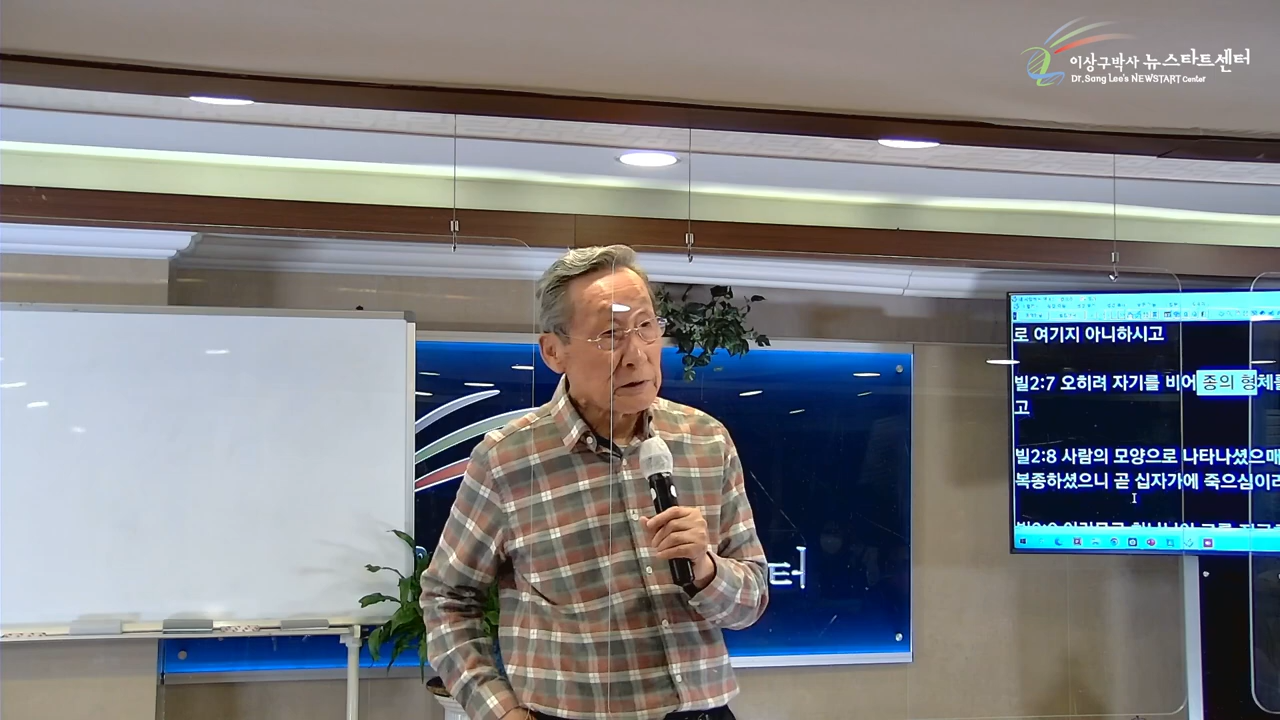 이상구박사 뉴스타트센터
Dr. Sang Lee's NEWSTART Center
로 여기지 아니하시고
빌2:7 오히려 자기를 비어 종의 형체를
고
빌2:8 사람의 모양으로 나타나셨으매
복종하셨으니 곧 십자가에 죽으심이라
터